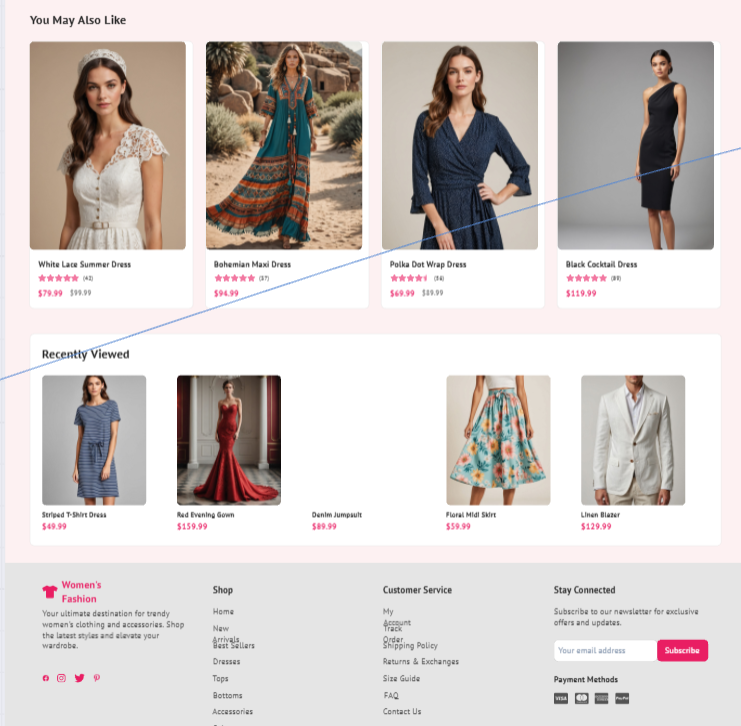 You May Also Like
White Lace Summer Dress
(42)
$79.99 $99.99
Bohemian Maxi Dress
(37)
$94.99
Polka Dot Wrap Dress
$69.99 $89.99
Black Cocktail Dress
(89)
$119.99
Recently Viewed
Striped T-Shirt Dress
$49.99
Red Evening Gown
$159.99
Denim Jumpsuit
$89.99
Floral Midi Skirt
$59.99
Linen Blazer
$129.99
Women's
Fashion
Your ultimate destination for trendy
women's clothing and accessories. Shop
the latest styles and elevate your
wardrobe.
Shop
Home
New
Arrivals
Best Sellers
Dresses
Tops
Bottoms
Accessories
Customer Service
My
Account
Track
Order
Shipping Policy
Returns & Exchanges
Size Guide
FAQ
Contact Us
Stay Connected
Subscribe to our newsletter for exclusive
offers and updates.
Your email address
Subscribe
Payment Methods
VISA
PayPal